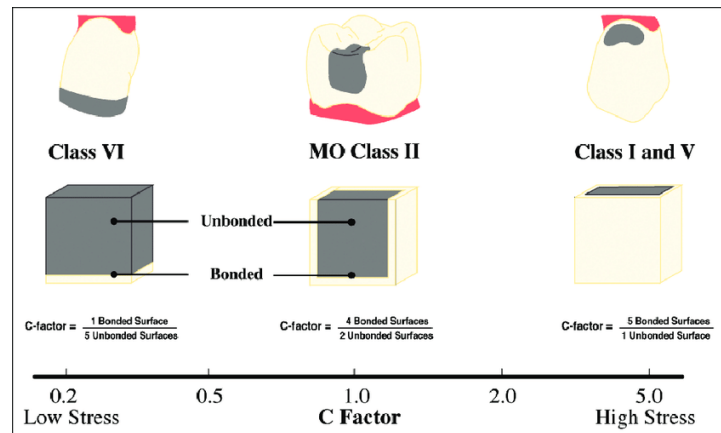 Class VI
MO Class II
Class I and V
Unbonded
Bonded
C-factor = 1 Bonded Surface / 5 Unbonded Surfaces
C-factor = 4 Bonded Surfaces / 2 Unbonded Surfaces
C-factor = 5 Bonded Surfaces / 1 Unbonded Surface
0.2 0.5 1.0 2.0 5.0
Low Stress C Factor High Stress